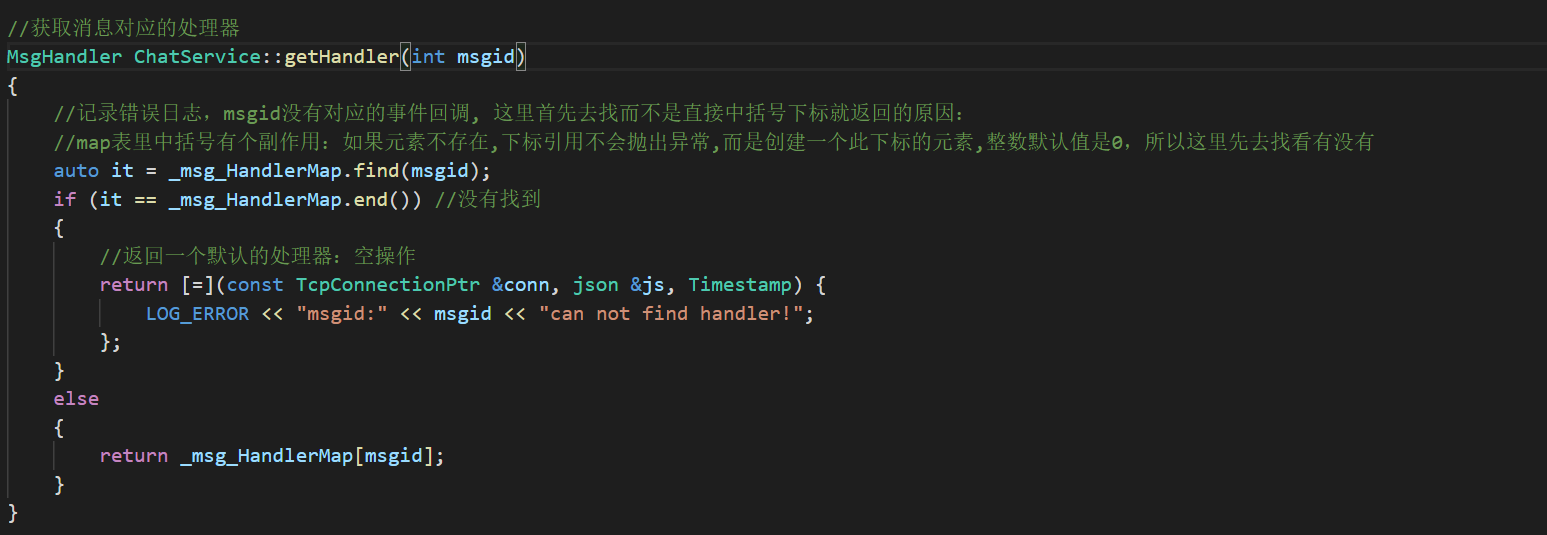 //获取消息对应的处理器
MsgHandler ChatService::getHandler(int msgid)
{
    //记录错误日志，msgid没有对应的事件回调, 这里首先去找而不是直接中括号下标就返回的原因：
    //map表里中括号有个副作用：如果元素不存在,下标引用不会抛出异常,而是创建一个此下标的元素,整数默认值是0，所以这里先去找看有没有
    auto it = _msg_HandlerMap.find(msgid);
    if (it == _msg_HandlerMap.end()) //没有找到
    {
        //返回一个默认的处理器：空操作
        return [=](const TcpConnectionPtr &conn, json &js, Timestamp) {
            LOG_ERROR << "msgid:" << msgid << "can not find handler!";
        };
    }
    else
    {
        return _msg_HandlerMap[msgid];
    }
}